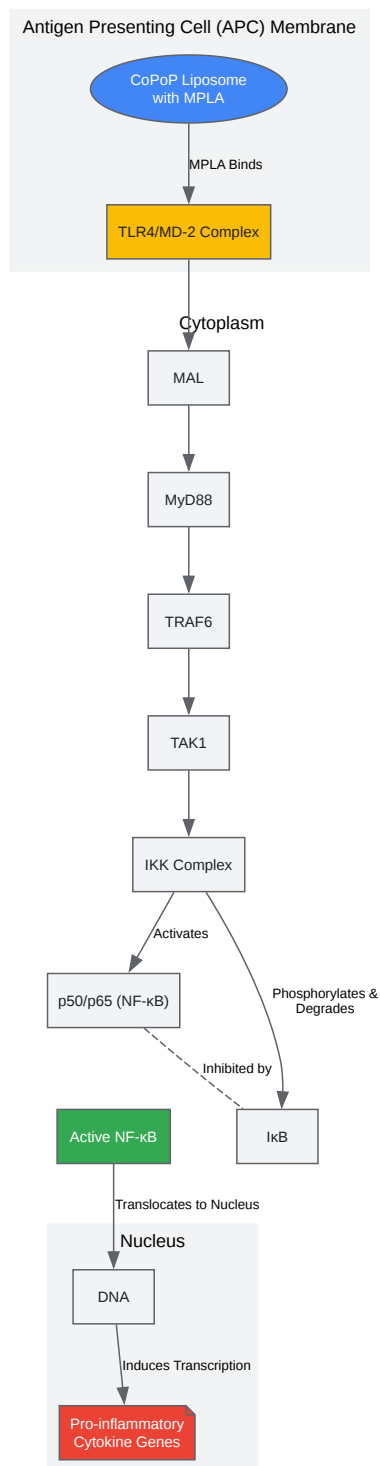 Antigen Presenting Cell (APC) Membrane
CoPoP Liposome
with MPLA
MPLA Binds
TLR4/MD-2 Complex
Cytoplasm
MAL
MyD88
TRAF6
TAK1
IKK Complex
Activates
Phosphorylates &
Degrades
p50/p65 (NF-κB)
Inhibited by
Active NF-κB
IκB
Translocates to Nucleus
Nucleus
DNA
Induces Transcription
Pro-inflammatory
Cytokine Genes